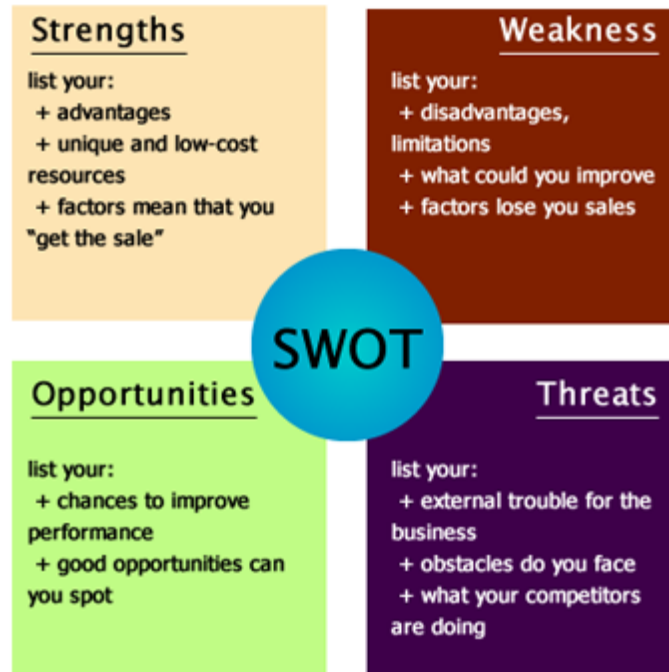 Strengths
list your:
+ advantages
+ unique and low-cost
resources
+ factors mean that you
“get the sale”
Weakness
list your:
+ disadvantages,
limitations
+ what could you improve
+ factors lose you sales
SWOT
Opportunities
list your:
+ chances to improve
performance
+ good opportunities can
you spot
Threats
list your:
+ external trouble for the
business
+ obstacles do you face
+ what your competitors
are doing